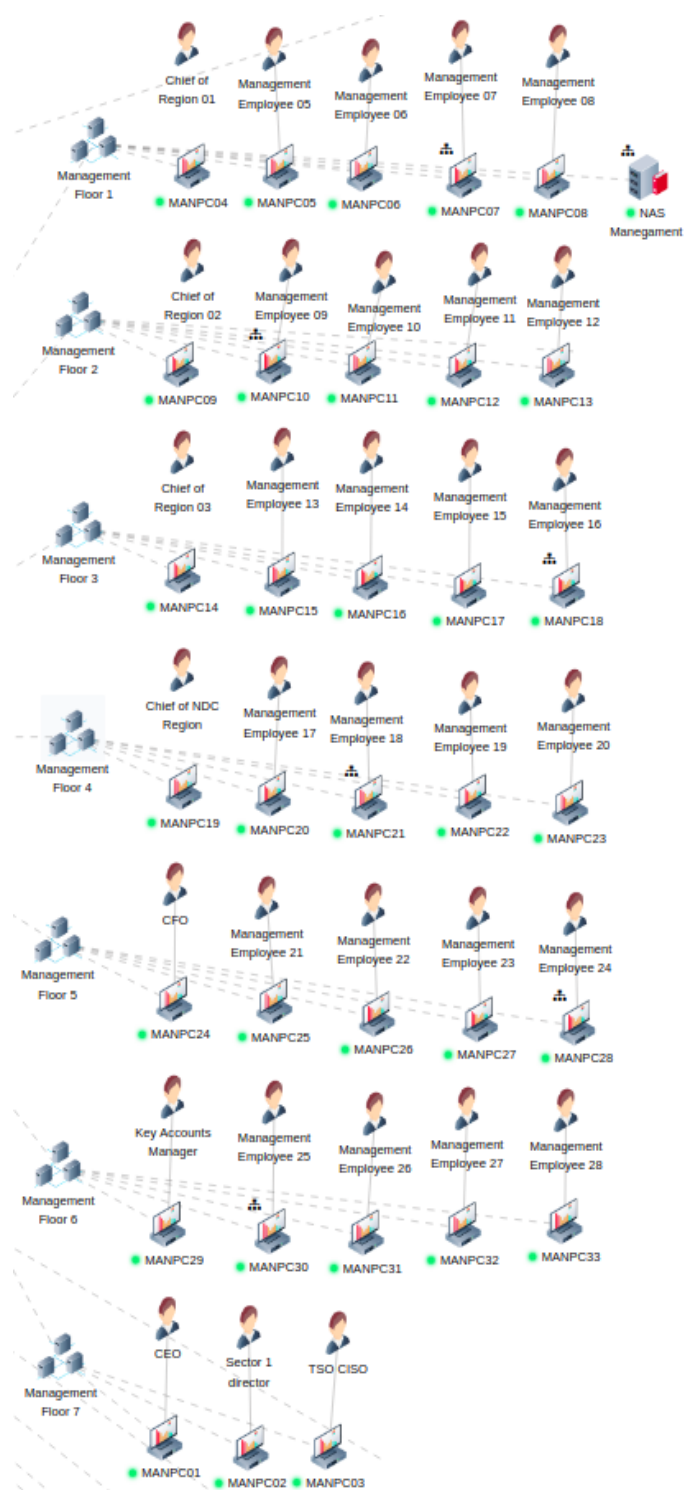 Chief of
Region 01
Management
Employee 05
Management
Employee 06
Management
Employee 07
Management
Employee 08
Management
Floor 1
MANPC04
MANPC05
MANPC06
MANPC07
MANPC08
NAS
Manegament
Chief of
Region 02
Management
Employee 09
Management
Employee 10
Management
Employee 11
Management
Employee 12
Management
Floor 2
MANPC09
MANPC10
MANPC11
MANPC12
MANPC13
Chief of
Region 03
Management
Employee 13
Management
Employee 14
Management
Employee 15
Management
Employee 16
Management
Floor 3
MANPC14
MANPC15
MANPC16
MANPC17
MANPC18
Chief of NDC
Region
Management
Employee 17
Management
Employee 18
Management
Employee 19
Management
Employee 20
Management
Floor 4
MANPC19
MANPC20
MANPC21
MANPC22
MANPC23
CFO
Management
Employee 21
Management
Employee 22
Management
Employee 23
Management
Employee 24
Management
Floor 5
MANPC24
MANPC25
MANPC26
MANPC27
MANPC28
Key Accounts
Manager
Management
Employee 25
Management
Employee 26
Management
Employee 27
Management
Employee 28
Management
Floor 6
MANPC29
MANPC30
MANPC31
MANPC32
MANPC33
CEO
Sector 1
director
TSO CISO
Management
Floor 7
MANPC01
MANPC02
MANPC03